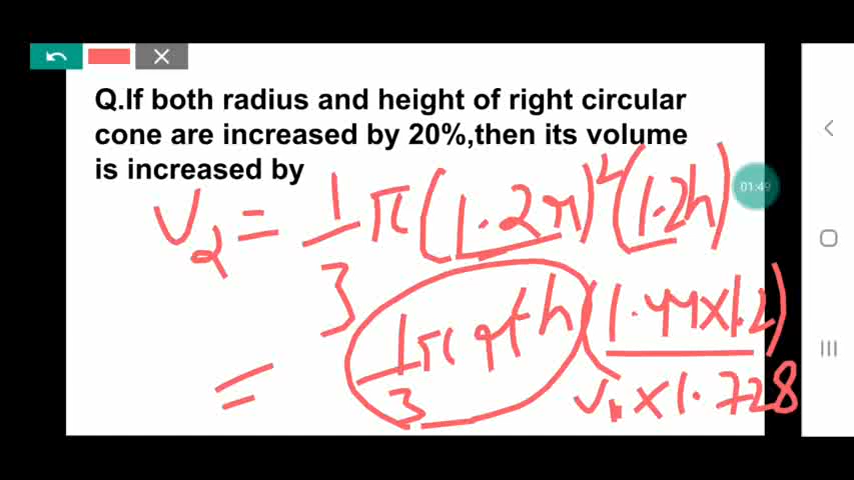 Q.If both radius and height of right circular
cone are increased by 20%,then its volume
is increased by
01:49
V₂ = 1/3 π (1.2r)² (1.2h)
= 1/3 πr²h (1.44×1.2)
V₁ × 1.728